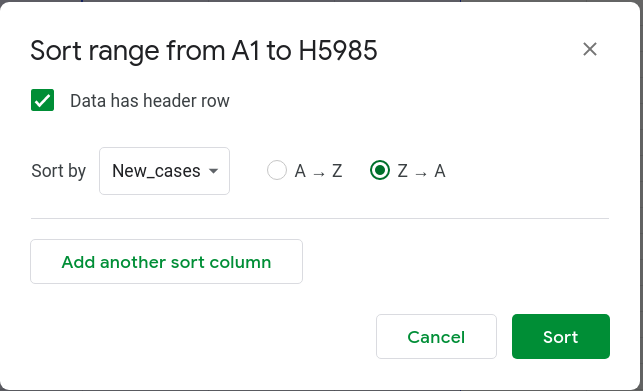 Sort range from A1 to H5985
Data has header row
Sort by New_cases A → Z Z → A
Add another sort column
Cancel Sort